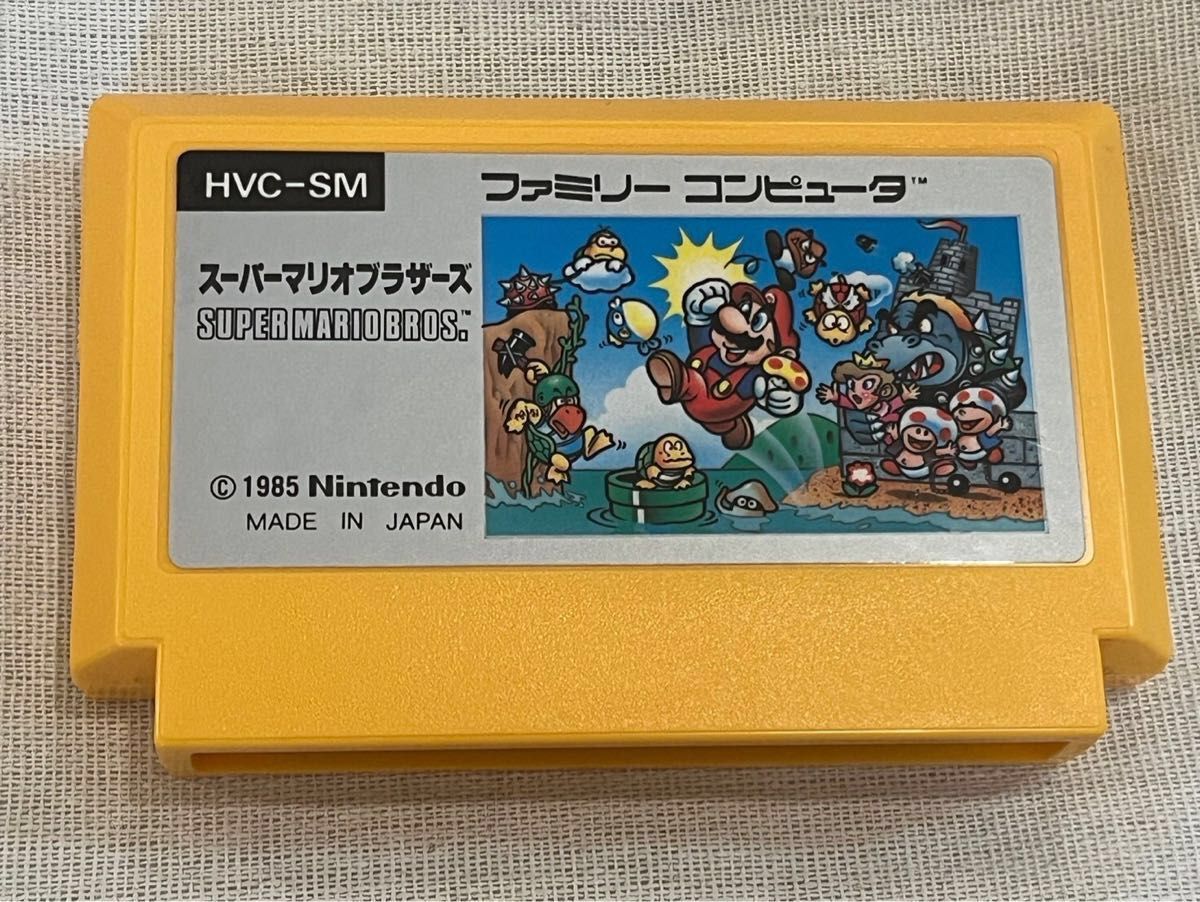 HVC-SM
ファミリー コンピュータ™
スーパーマリオブラザーズ
SUPER MARIO BROS.™
© 1985 Nintendo
MADE IN JAPAN